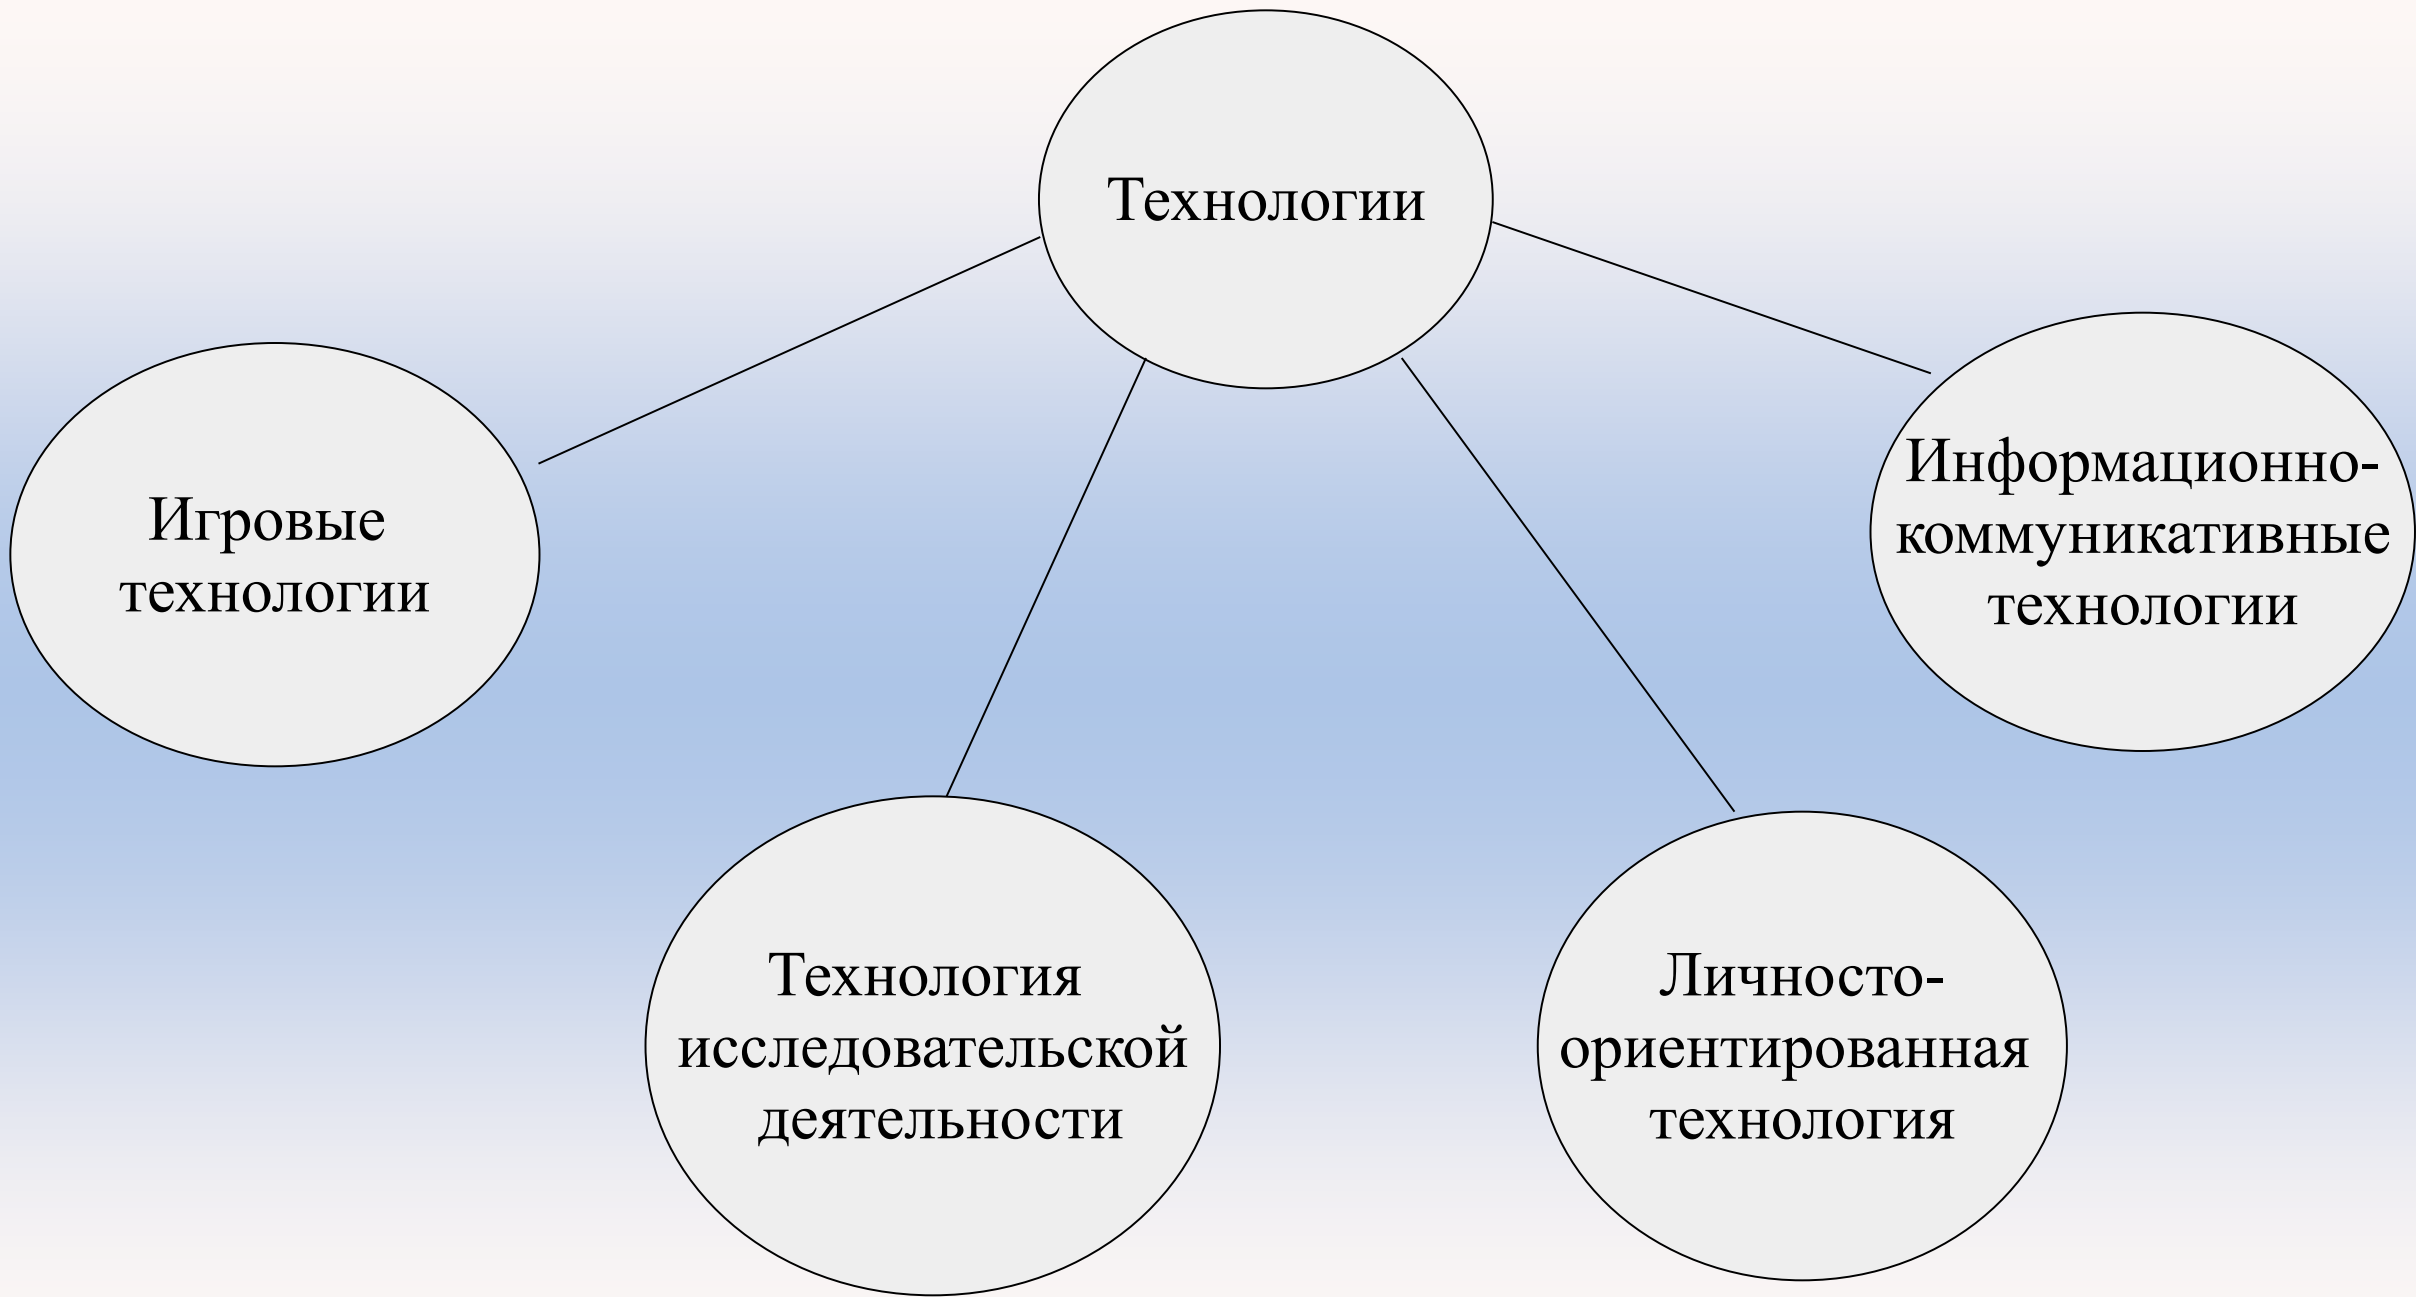 Технологии
Игровые
технологии
Информационно-
коммуникативные
технологии
Технология
исследовательской
деятельности
Личносто-
ориентированная
технология